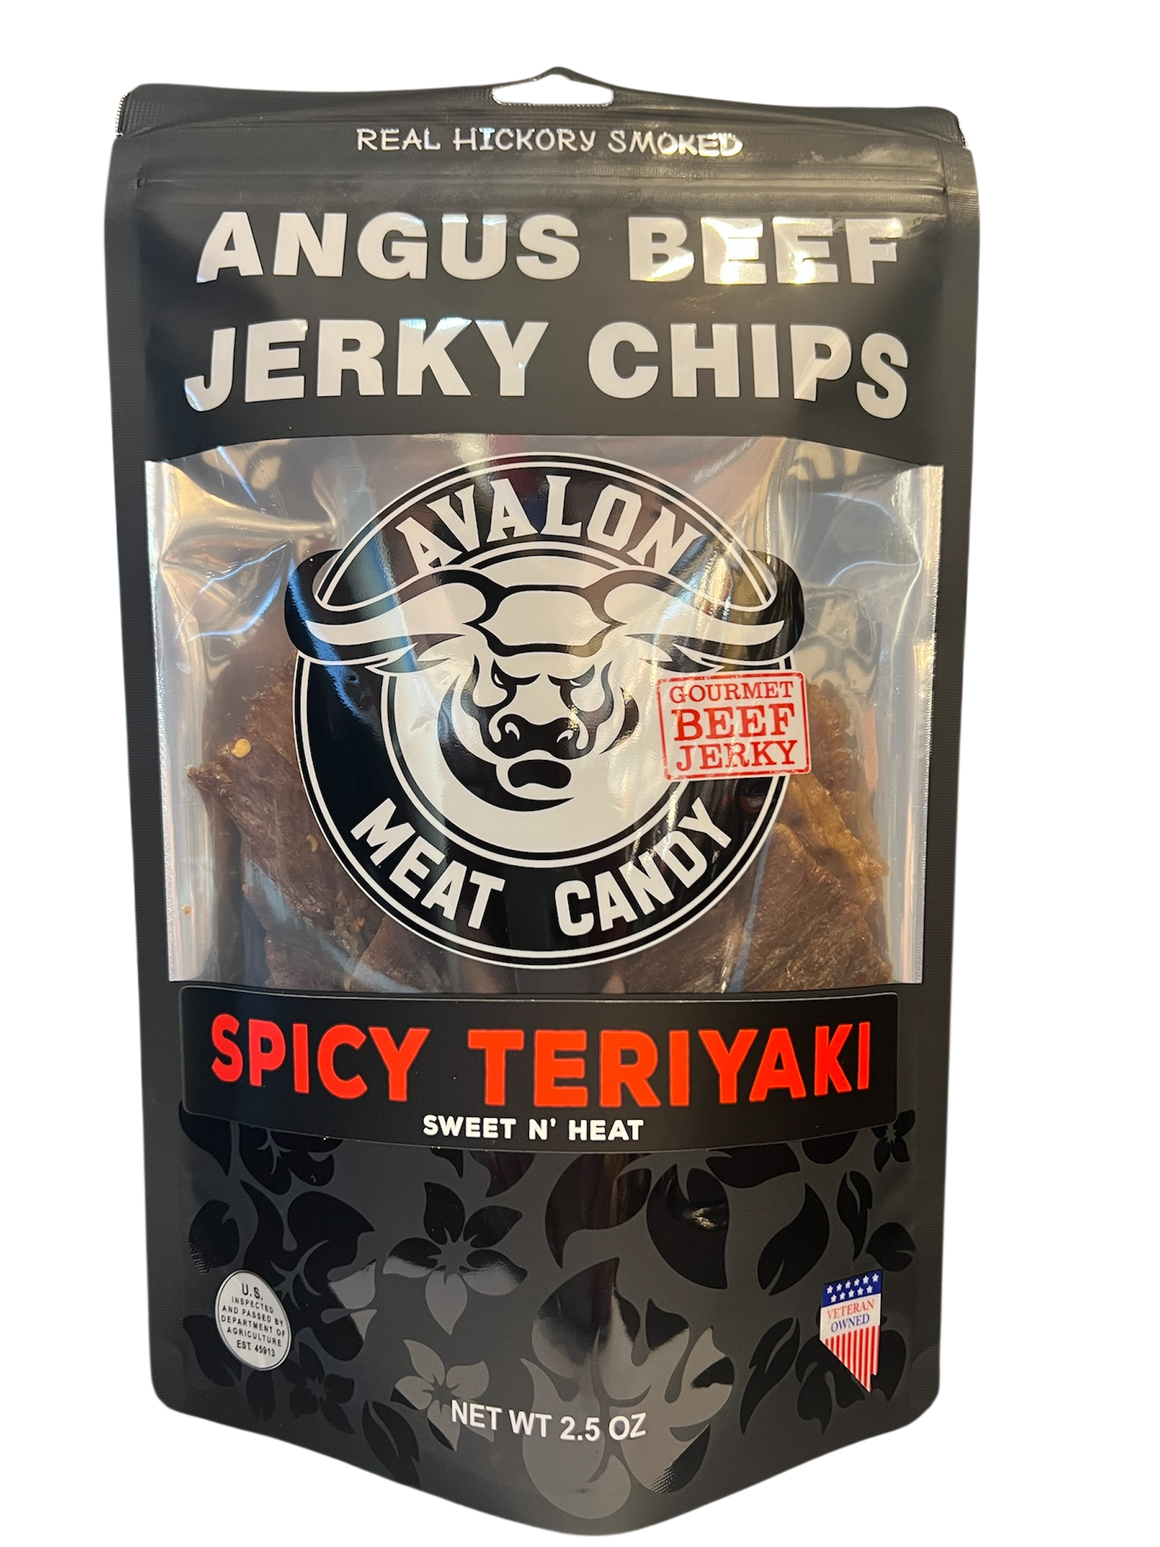 REAL HICKORY SMOKED
ANGUS BEEF
JERKY CHIPS
AVALON
GOURMET
BEEF
JERKY
MEAT CANDY
SPICY TERIYAKI
SWEET N' HEAT
U.S.
INSPECTED
AND PASSED BY
DEPARTMENT OF
AGRICULTURE
EST. 45913
VETERAN
OWNED
NET WT 2.5 OZ